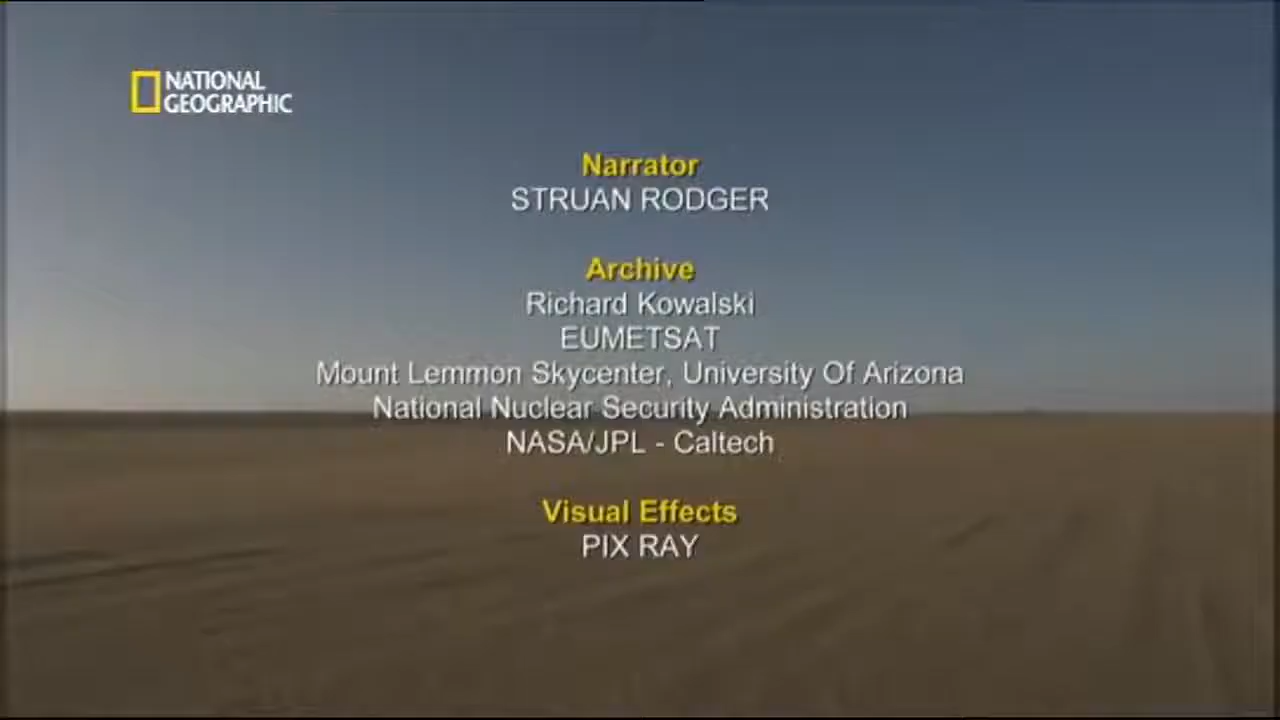 NATIONAL
GEOGRAPHIC
Narrator
STRUAN RODGER
Archive
Richard Kowalski
EUMETSAT
Mount Lemmon Skycenter, University Of Arizona
National Nuclear Security Administration
NASA/JPL - Caltech
Visual Effects
PIX RAY